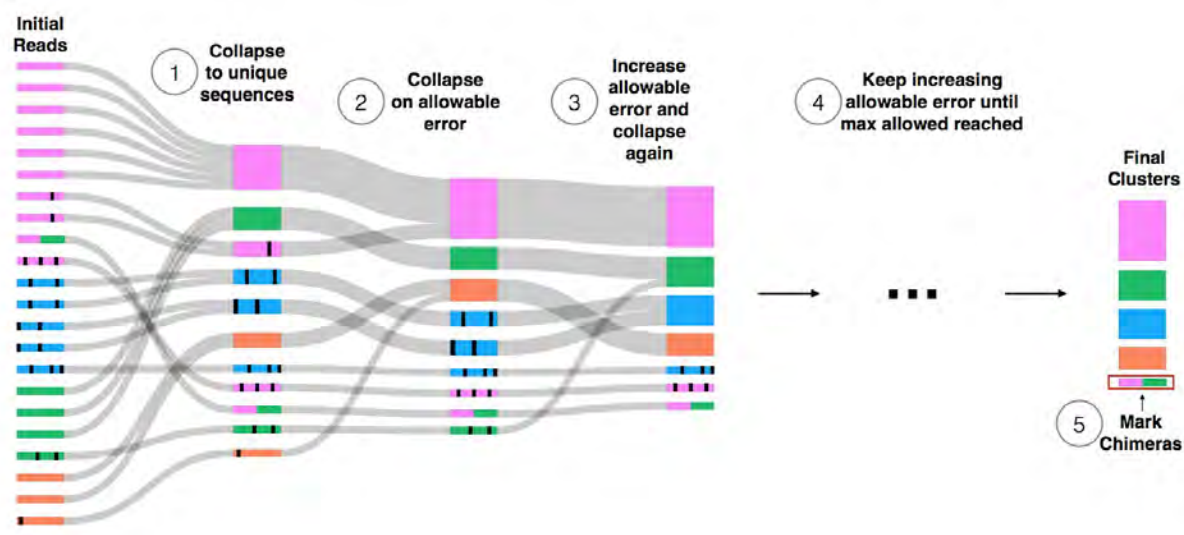 Initial
Reads
1
Collapse
to unique
sequences
2
Collapse
on allowable
error
3
Increase
allowable
error and
collapse
again
4
Keep increasing
allowable error until
max allowed reached
Final
Clusters
5
Mark
Chimeras